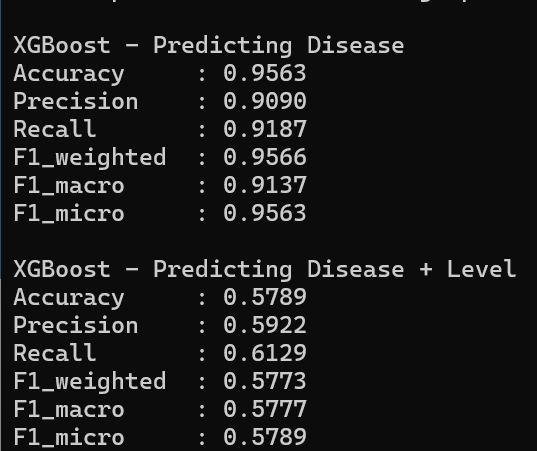 XGBoost - Predicting Disease
Accuracy : 0.9563
Precision : 0.9090
Recall : 0.9187
F1_weighted : 0.9566
F1_macro : 0.9137
F1_micro : 0.9563
XGBoost - Predicting Disease + Level
Accuracy : 0.5789
Precision : 0.5922
Recall : 0.6129
F1_weighted : 0.5773
F1_macro : 0.5777
F1_micro : 0.5789